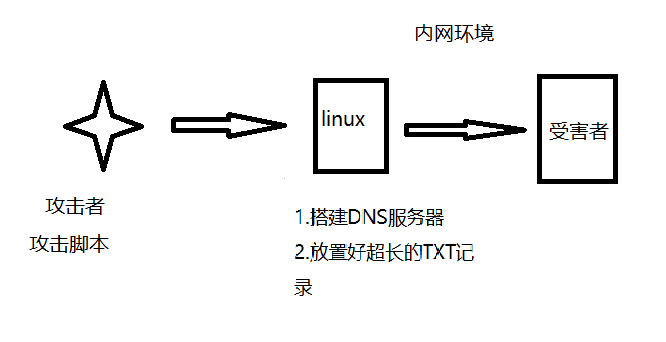 内网环境
linux
受害者
攻击者
攻击脚本
1.搭建DNS服务器
2.放置好超长的TXT记
录